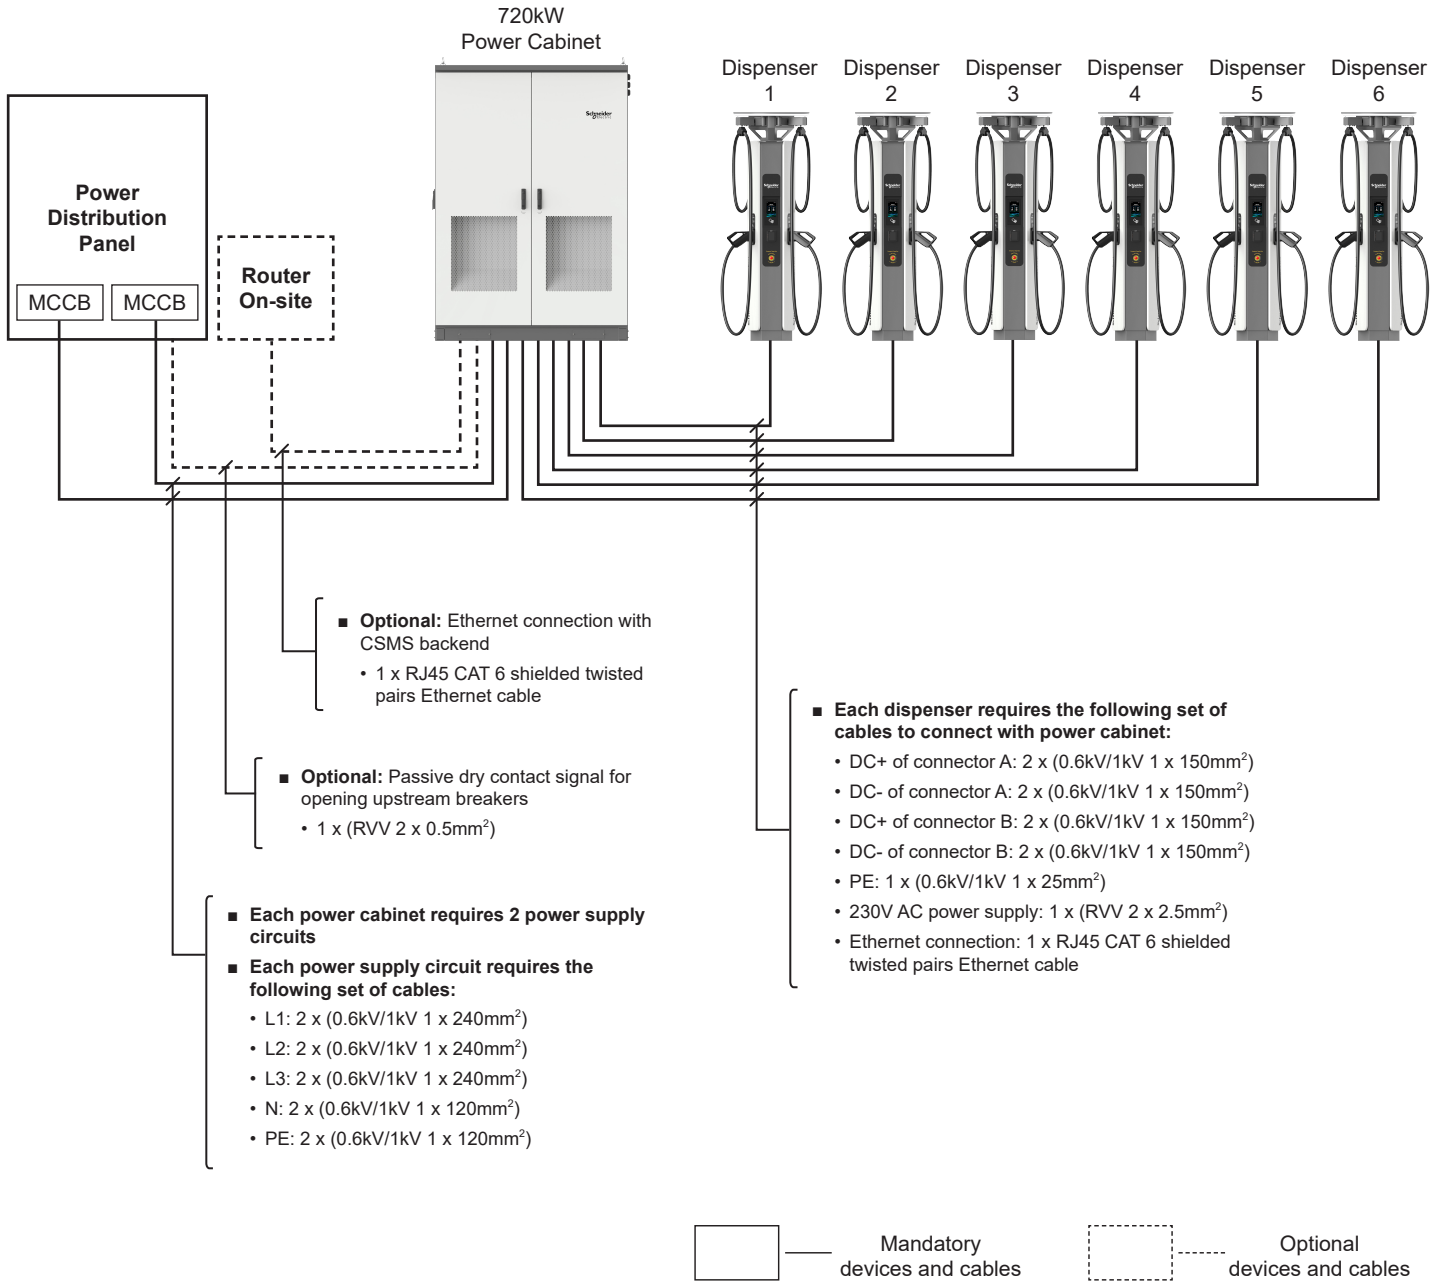 720kW
Power Cabinet
Dispenser
1
Dispenser
2
Dispenser
3
Dispenser
4
Dispenser
5
Dispenser
6
Schneider
Power
Distribution
Panel
MCCB
MCCB
Router
On-site
■ Optional: Ethernet connection with
CSMS backend
• 1 x RJ45 CAT 6 shielded twisted
pairs Ethernet cable
■ Optional: Passive dry contact signal for
opening upstream breakers
• 1 x (RVV 2 x 0.5mm²)
■ Each power cabinet requires 2 power supply
circuits
■ Each power supply circuit requires the
following set of cables:
• L1: 2 x (0.6kV/1kV 1 x 240mm²)
• L2: 2 x (0.6kV/1kV 1 x 240mm²)
• L3: 2 x (0.6kV/1kV 1 x 240mm²)
• N: 2 x (0.6kV/1kV 1 x 120mm²)
• PE: 2 x (0.6kV/1kV 1 x 120mm²)
■ Each dispenser requires the following set of
cables to connect with power cabinet:
• DC+ of connector A: 2 x (0.6kV/1kV 1 x 150mm²)
• DC- of connector A: 2 x (0.6kV/1kV 1 x 150mm²)
• DC+ of connector B: 2 x (0.6kV/1kV 1 x 150mm²)
• DC- of connector B: 2 x (0.6kV/1kV 1 x 150mm²)
• PE: 1 x (0.6kV/1kV 1 x 25mm²)
• 230V AC power supply: 1 x (RVV 2 x 2.5mm²)
• Ethernet connection: 1 x RJ45 CAT 6 shielded
twisted pairs Ethernet cable
Mandatory
devices and cables
Optional
devices and cables